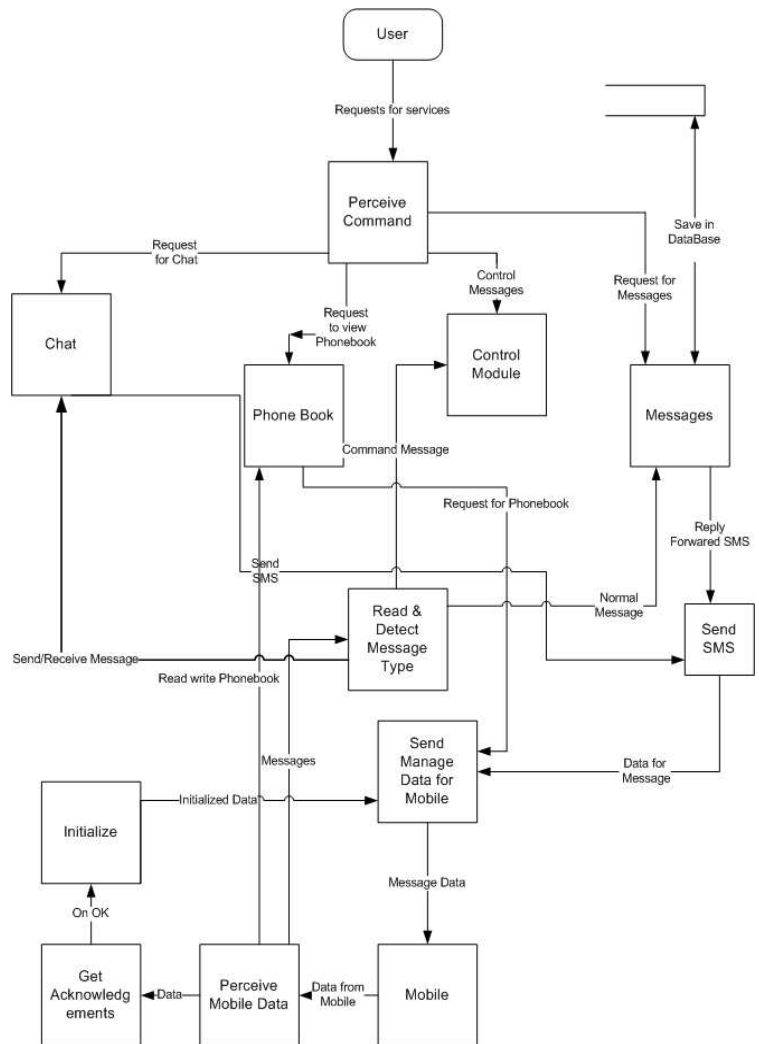 User
Requests for services
Perceive
Command
Save in
DataBase
Request
for Chat
Control
Messages
Request for
Messages
Request
to view
Phonebook
Chat
Control
Module
Phone Book
Messages
Command Message
Request for Phonebook
Reply
Forwared SMS
Send
SMS
Normal
Message
Read &
Detect
Message
Type
Send
SMS
Send/Receive Message
Read write Phonebook
Send
Manage
Data for
Mobile
Messages
Data for
Message
Initialized Data
Initialize
Message Data
On OK
Get
Acknowledg
ements
Data
Perceive
Mobile Data
Data from
Mobile
Mobile